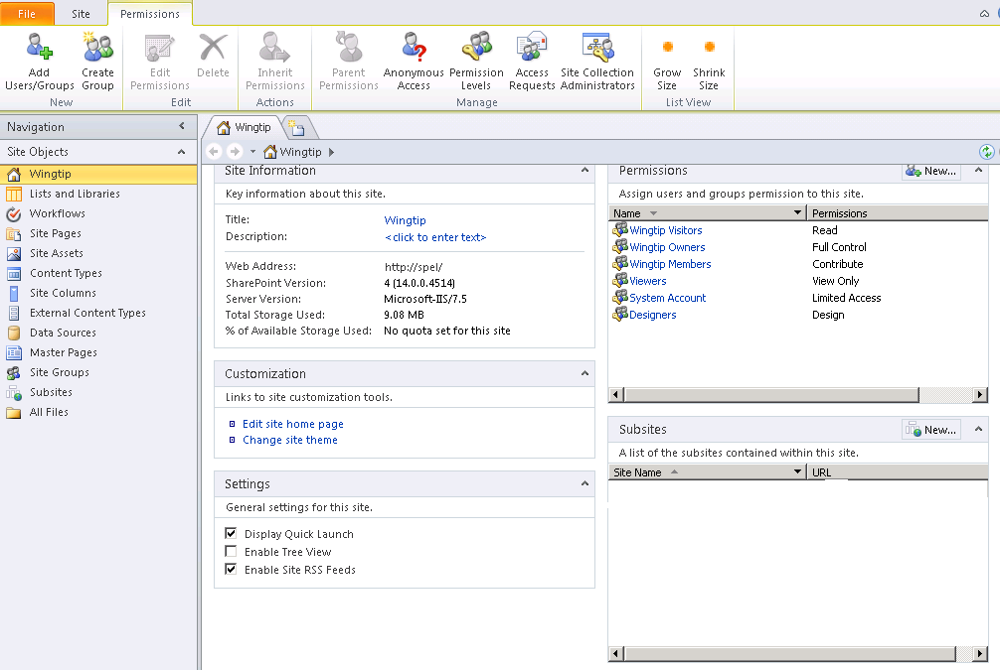 File Site Permissions
Add Users/Groups
Create Group
Edit Permissions
Delete
Inherit Permissions
Parent Permissions
Anonymous Access
Permission Levels
Access Requests
Site Collection Administrators
Grow Size
Shrink Size
New Edit Actions Manage List View
Navigation
Site Objects
Wingtip
Lists and Libraries
Workflows
Site Pages
Site Assets
Content Types
Site Columns
External Content Types
Data Sources
Master Pages
Site Groups
Subsites
All Files
Wingtip
Wingtip
Site Information
Key information about this site.
Title: Wingtip
Description: <click to enter text>
Web Address: http://spel/
SharePoint Version: 4 (14.0.0.4514)
Server Version: Microsoft-IIS/7.5
Total Storage Used: 9.08 MB
% of Available Storage Used: No quota set for this site
Customization
Links to site customization tools.
Edit site home page
Change site theme
Settings
General settings for this site.
Display Quick Launch
Enable Tree View
Enable Site RSS Feeds
Permissions New...
Assign users and groups permission to this site.
Name Permissions
Wingtip Visitors Read
Wingtip Owners Full Control
Wingtip Members Contribute
Viewers View Only
System Account Limited Access
Designers Design
Subsites New...
A list of the subsites contained within this site.
Site Name URL